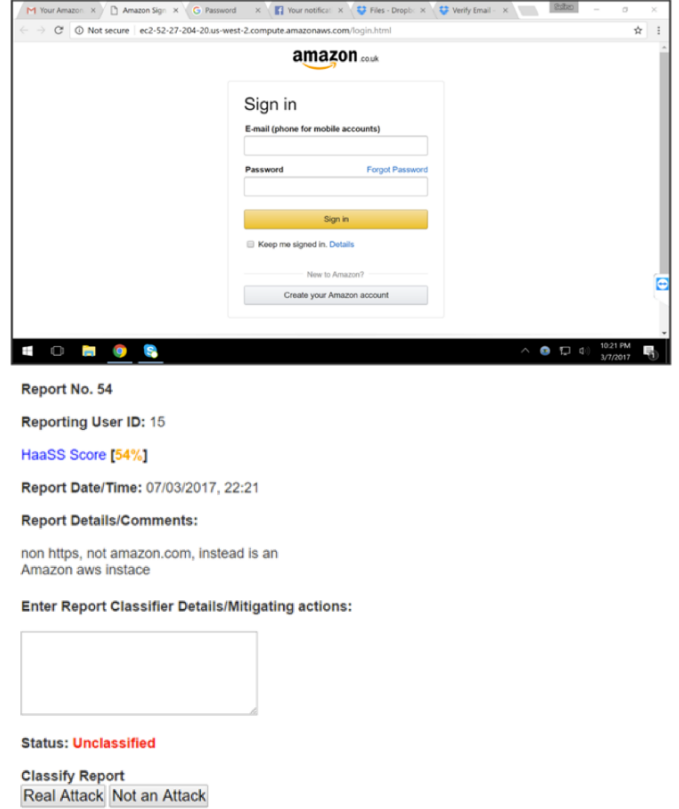 Your Amazon
Amazon Sign
Password
Your notificat
Files - Dropb
Verify Email -
Not secure | ec2-52-27-204-20.us-west-2.compute.amazonaws.com/login.html
amazon.co.uk
Sign in
E-mail (phone for mobile accounts)
Password Forgot Password
Sign in
Keep me signed in. Details
New to Amazon?
Create your Amazon account
10:21 PM
3/7/2017
Report No. 54
Reporting User ID: 15
HaaSS Score [54%]
Report Date/Time: 07/03/2017, 22:21
Report Details/Comments:
non https, not amazon.com, instead is an
Amazon aws instace
Enter Report Classifier Details/Mitigating actions:
Status: Unclassified
Classify Report
Real Attack Not an Attack